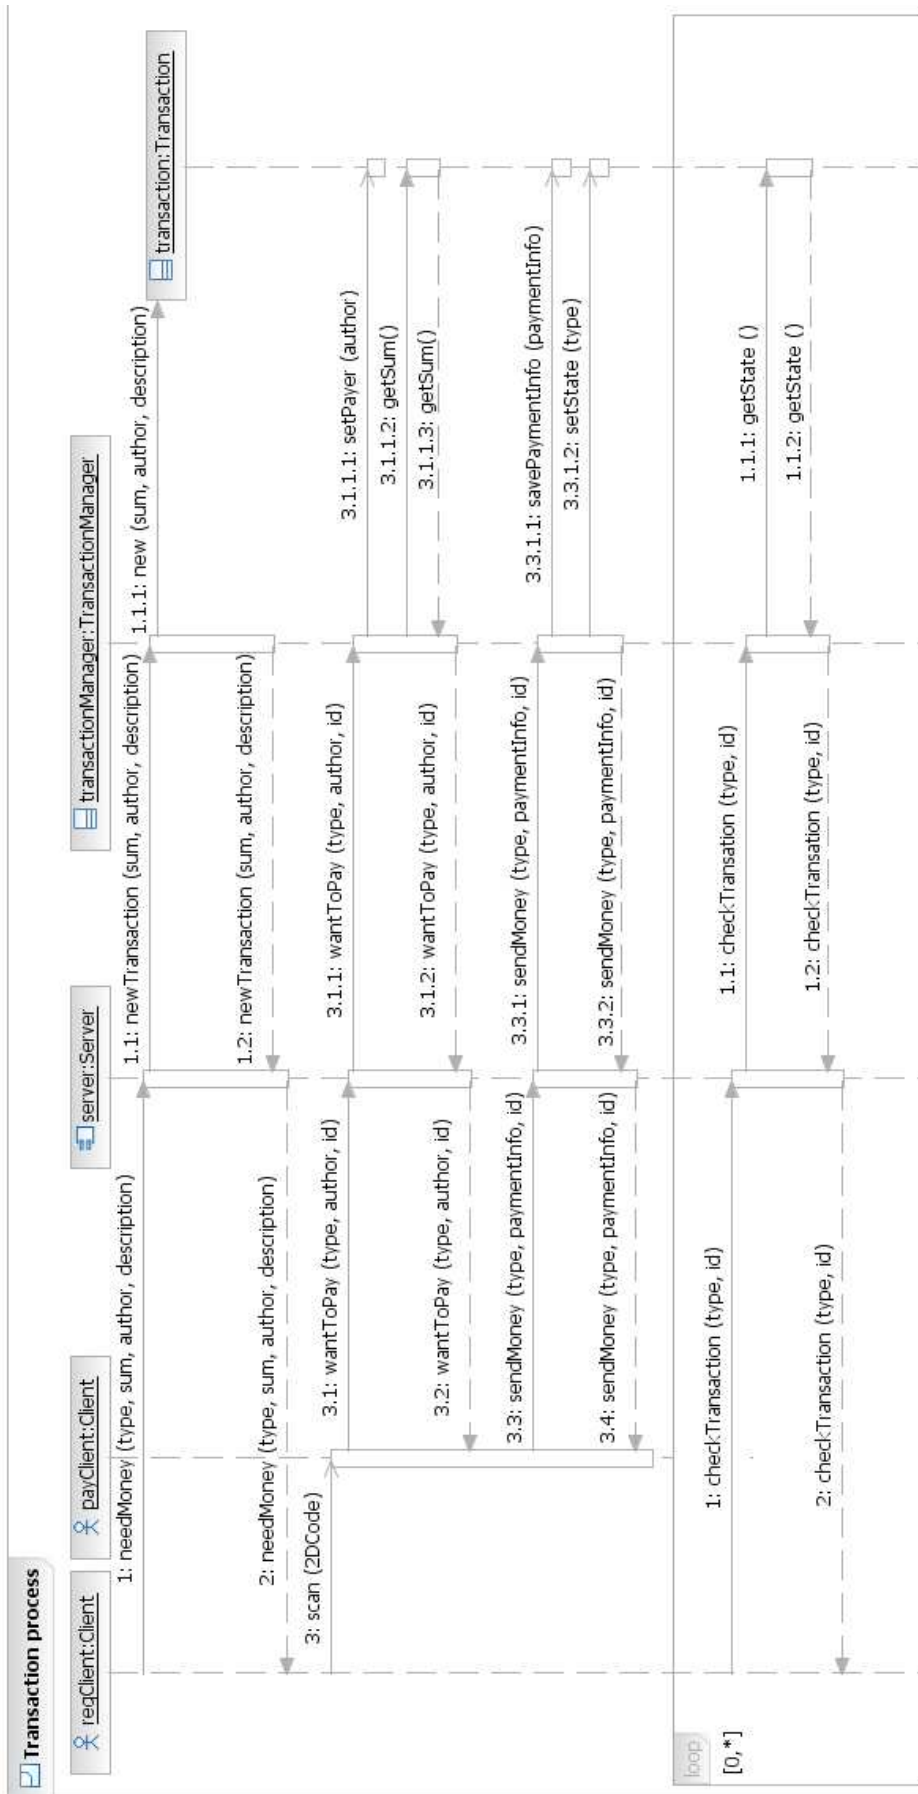 Transaction process
reqClient:Client
payClient:Client
server:Server
transactionManager:TransactionManager
transaction:Transaction
1: needMoney (type, sum, author, description)
1.1: newTransaction (sum, author, description)
1.1.1: new (sum, author, description)
1.2: newTransaction (sum, author, description)
2: needMoney (type, sum, author, description)
3: scan (2DCode)
3.1: wantToPay (type, author, id)
3.1.1: wantToPay (type, author, id)
3.1.1.1: setPayer (author)
3.1.1.2: getSum()
3.1.1.3: getSum()
3.1.2: wantToPay (type, author, id)
3.2: wantToPay (type, author, id)
3.3: sendMoney (type, paymentInfo, id)
3.3.1: sendMoney (type, paymentInfo, id)
3.3.1.1: savePaymentInfo (paymentInfo)
3.3.1.2: setState (type)
3.3.2: sendMoney (type, paymentInfo, id)
3.4: sendMoney (type, paymentInfo, id)
loop
[0,*]
1: checkTransaction (type, id)
1.1: checkTransation (type, id)
1.1.1: getState ()
1.1.2: getState ()
1.2: checkTransation (type, id)
2: checkTransaction (type, id)